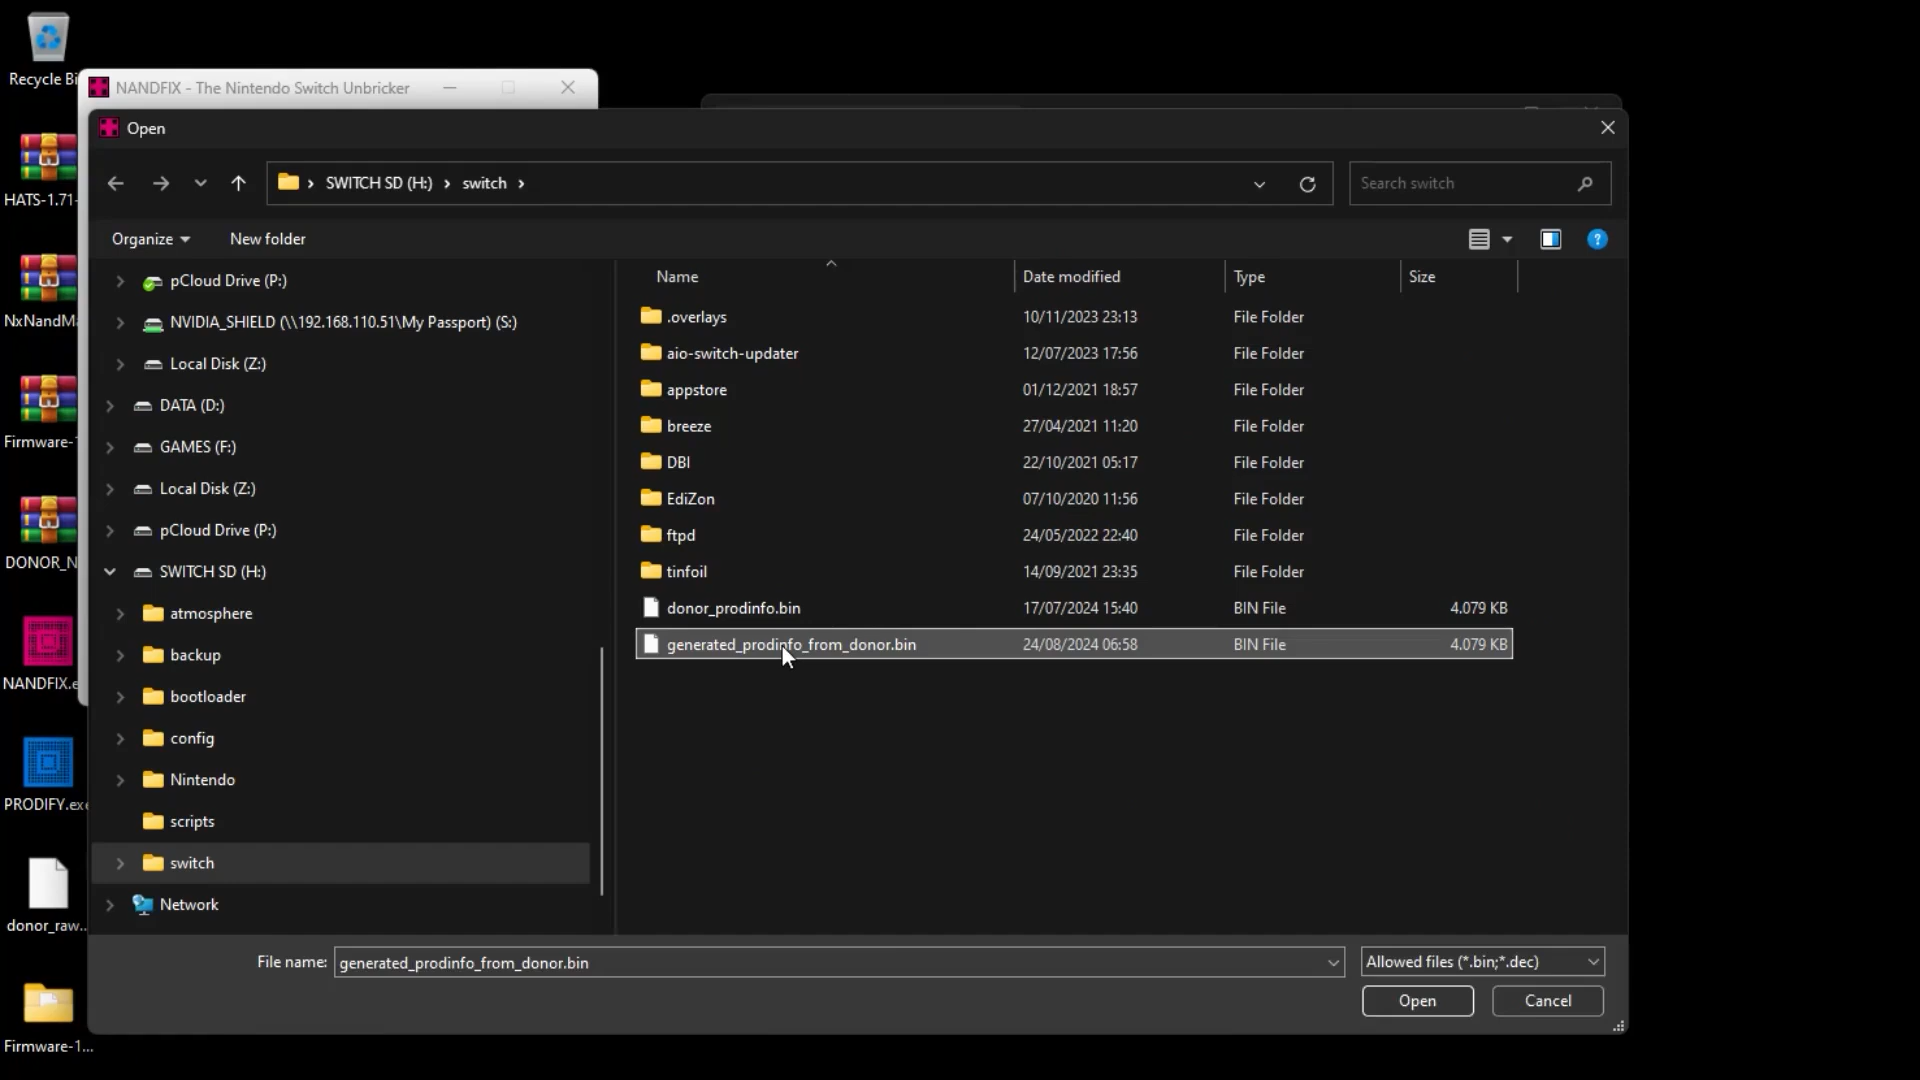 Recycle Bi
NANDFIX - The Nintendo Switch Unbricker
Open
HATS-1.71-
SWITCH SD (H:) › switch ›
Search switch
Organize
New folder
Name
Date modified
Type
Size
pCloud Drive (P:)
NVIDIA_SHIELD (\\192.168.110.51\My Passport) (S:)
Local Disk (Z:)
DATA (D:)
GAMES (F:)
Local Disk (Z:)
pCloud Drive (P:)
SWITCH SD (H:)
atmosphere
backup
bootloader
config
Nintendo
scripts
switch
Network
.overlays 10/11/2023 23:13 File Folder
aio-switch-updater 12/07/2023 17:56 File Folder
appstore 01/12/2021 18:57 File Folder
breeze 27/04/2021 11:20 File Folder
DBI 22/10/2021 05:17 File Folder
EdiZon 07/10/2020 11:56 File Folder
ftpd 24/05/2022 22:40 File Folder
tinfoil 14/09/2021 23:35 File Folder
donor_prodinfo.bin 17/07/2024 15:40 BIN File 4.079 KB
generated_prodinfo_from_donor.bin 24/08/2024 06:58 BIN File 4.079 KB
NxNandMa
Firmware-1
DONOR_N
NANDFIX.e
PRODIFY.exe
donor_raw...
Firmware-1...
File name: generated_prodinfo_from_donor.bin
Allowed files (*.bin;*.dec)
Open
Cancel